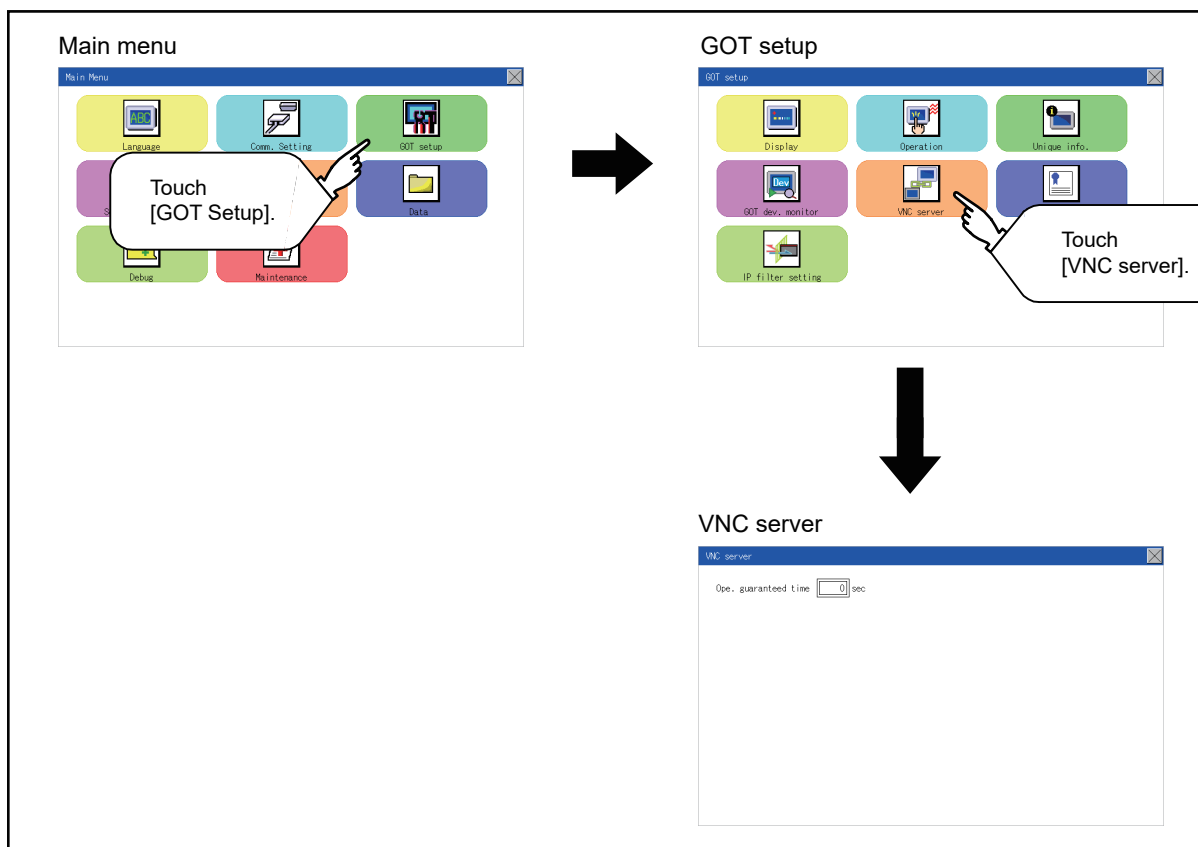 Main menu
Main Menu
ABC
Language
Comm. Setting
GOT setup
S
Touch
[GOT Setup].
Data
Debug
Maintenance
GOT setup
GOT setup
Display
Operation
Unique info.
Dev
GOT dev. monitor
VNC server
IP filter setting
Touch
[VNC server].
VNC server
VNC server
Ope. guaranteed time 0 sec